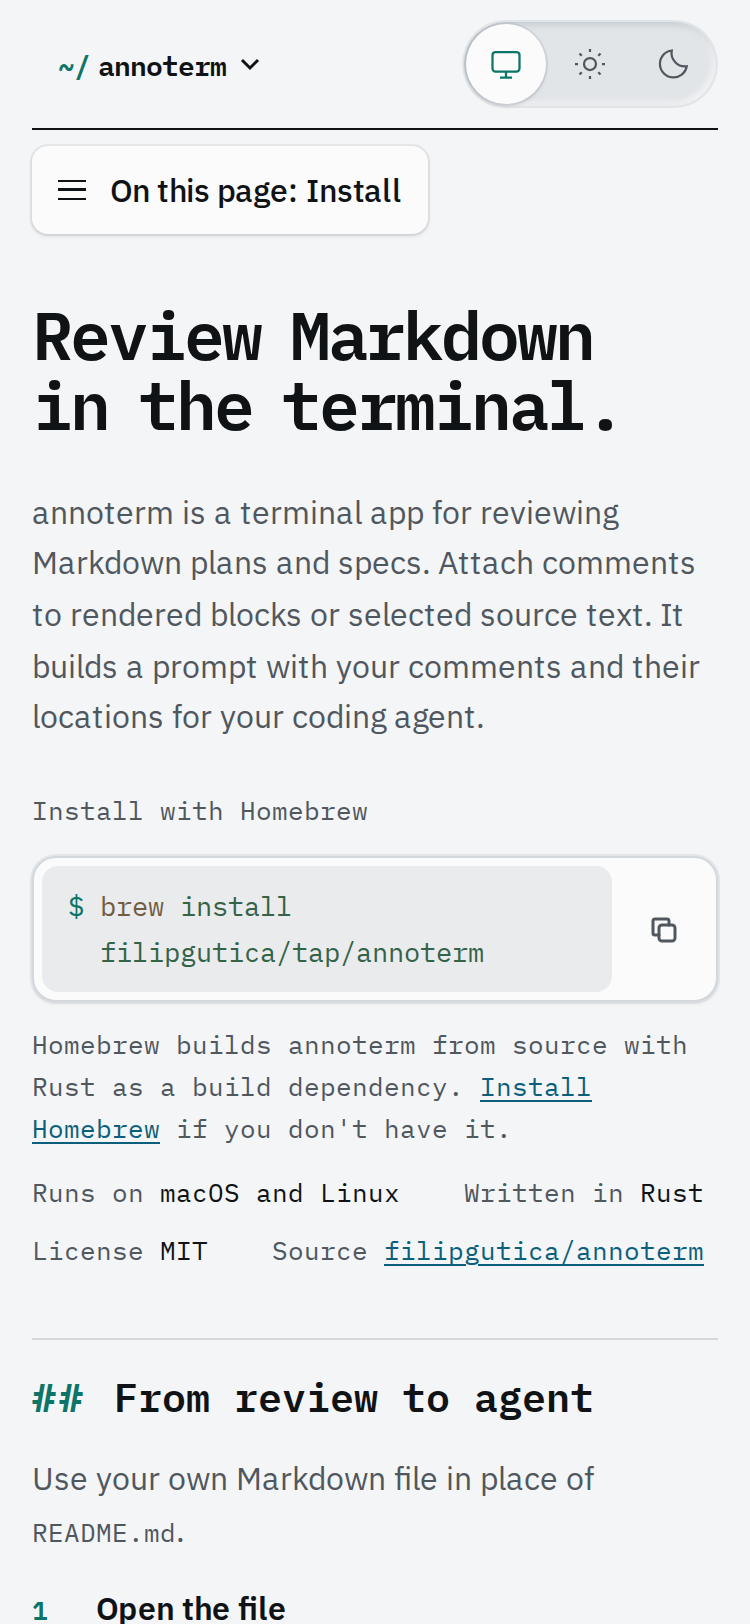 ~/ annoterm
On this page: Install
Review Markdown
in the terminal.
annoterm is a terminal app for reviewing
Markdown plans and specs. Attach comments
to rendered blocks or selected source text. It
builds a prompt with your comments and their
locations for your coding agent.
Install with Homebrew
$ brew install
filipgutica/tap/annoterm
Homebrew builds annoterm from source with
Rust as a build dependency. Install
Homebrew if you don't have it.
Runs on macOS and Linux Written in Rust
License MIT Source filipgutica/annoterm
## From review to agent
Use your own Markdown file in place of
README.md.
1 Open the file